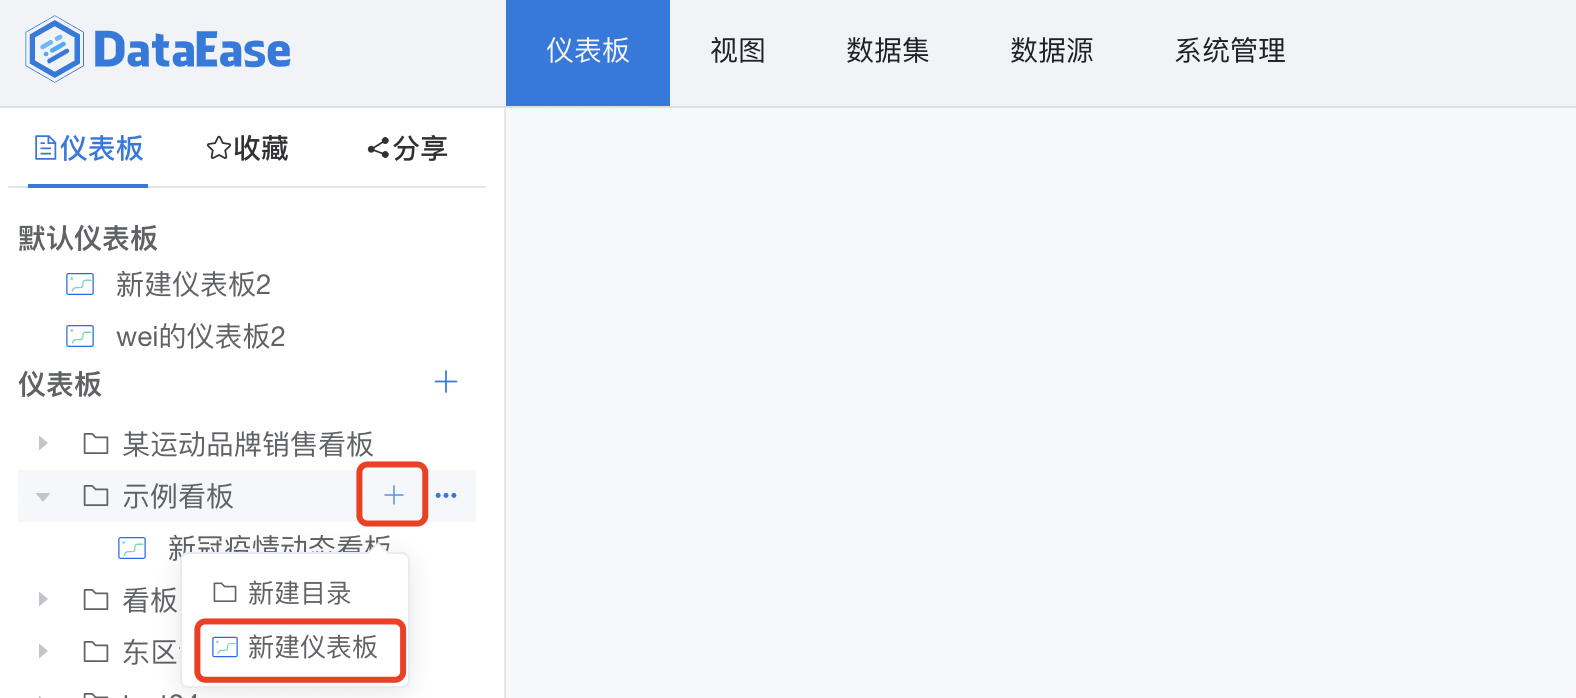 DataEase
仪表板 视图 数据集 数据源 系统管理
仪表板 收藏 分享
默认仪表板
新建仪表板2
wei的仪表板2
仪表板
某运动品牌销售看板
示例看板
新冠疫情动态看板
新建目录
看板
新建仪表板
东区